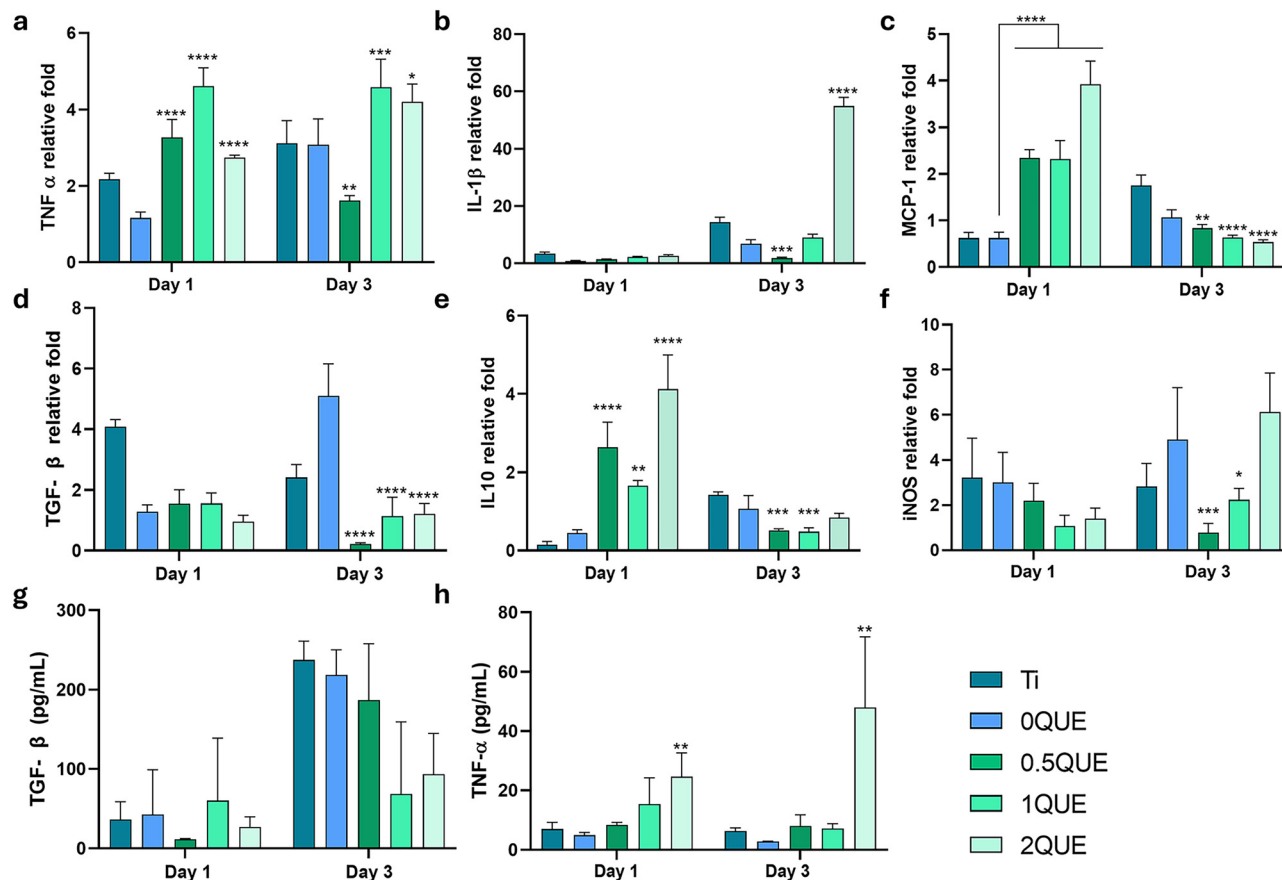 a
TNF α relative fold
6
4
2
0
****
****
****
**
***
*
Day 1
Day 3
b
IL-1β relative fold
80
60
40
20
0
***
****
Day 1
Day 3
c
MCP-1 relative fold
5
4
3
2
1
0
****
**
****
****
Day 1
Day 3
d
TGF- β relative fold
8
6
4
2
0
****
****
****
Day 1
Day 3
e
IL10 relative fold
6
4
2
0
****
**
****
***
***
Day 1
Day 3
f
iNOS relative fold
10
8
6
4
2
0
***
*
Day 1
Day 3
g
TGF- β (pg/mL)
300
200
100
0
Day 1
Day 3
h
TNF-α (pg/mL)
80
60
40
20
0
**
**
Day 1
Day 3
Ti
0QUE
0.5QUE
1QUE
2QUE